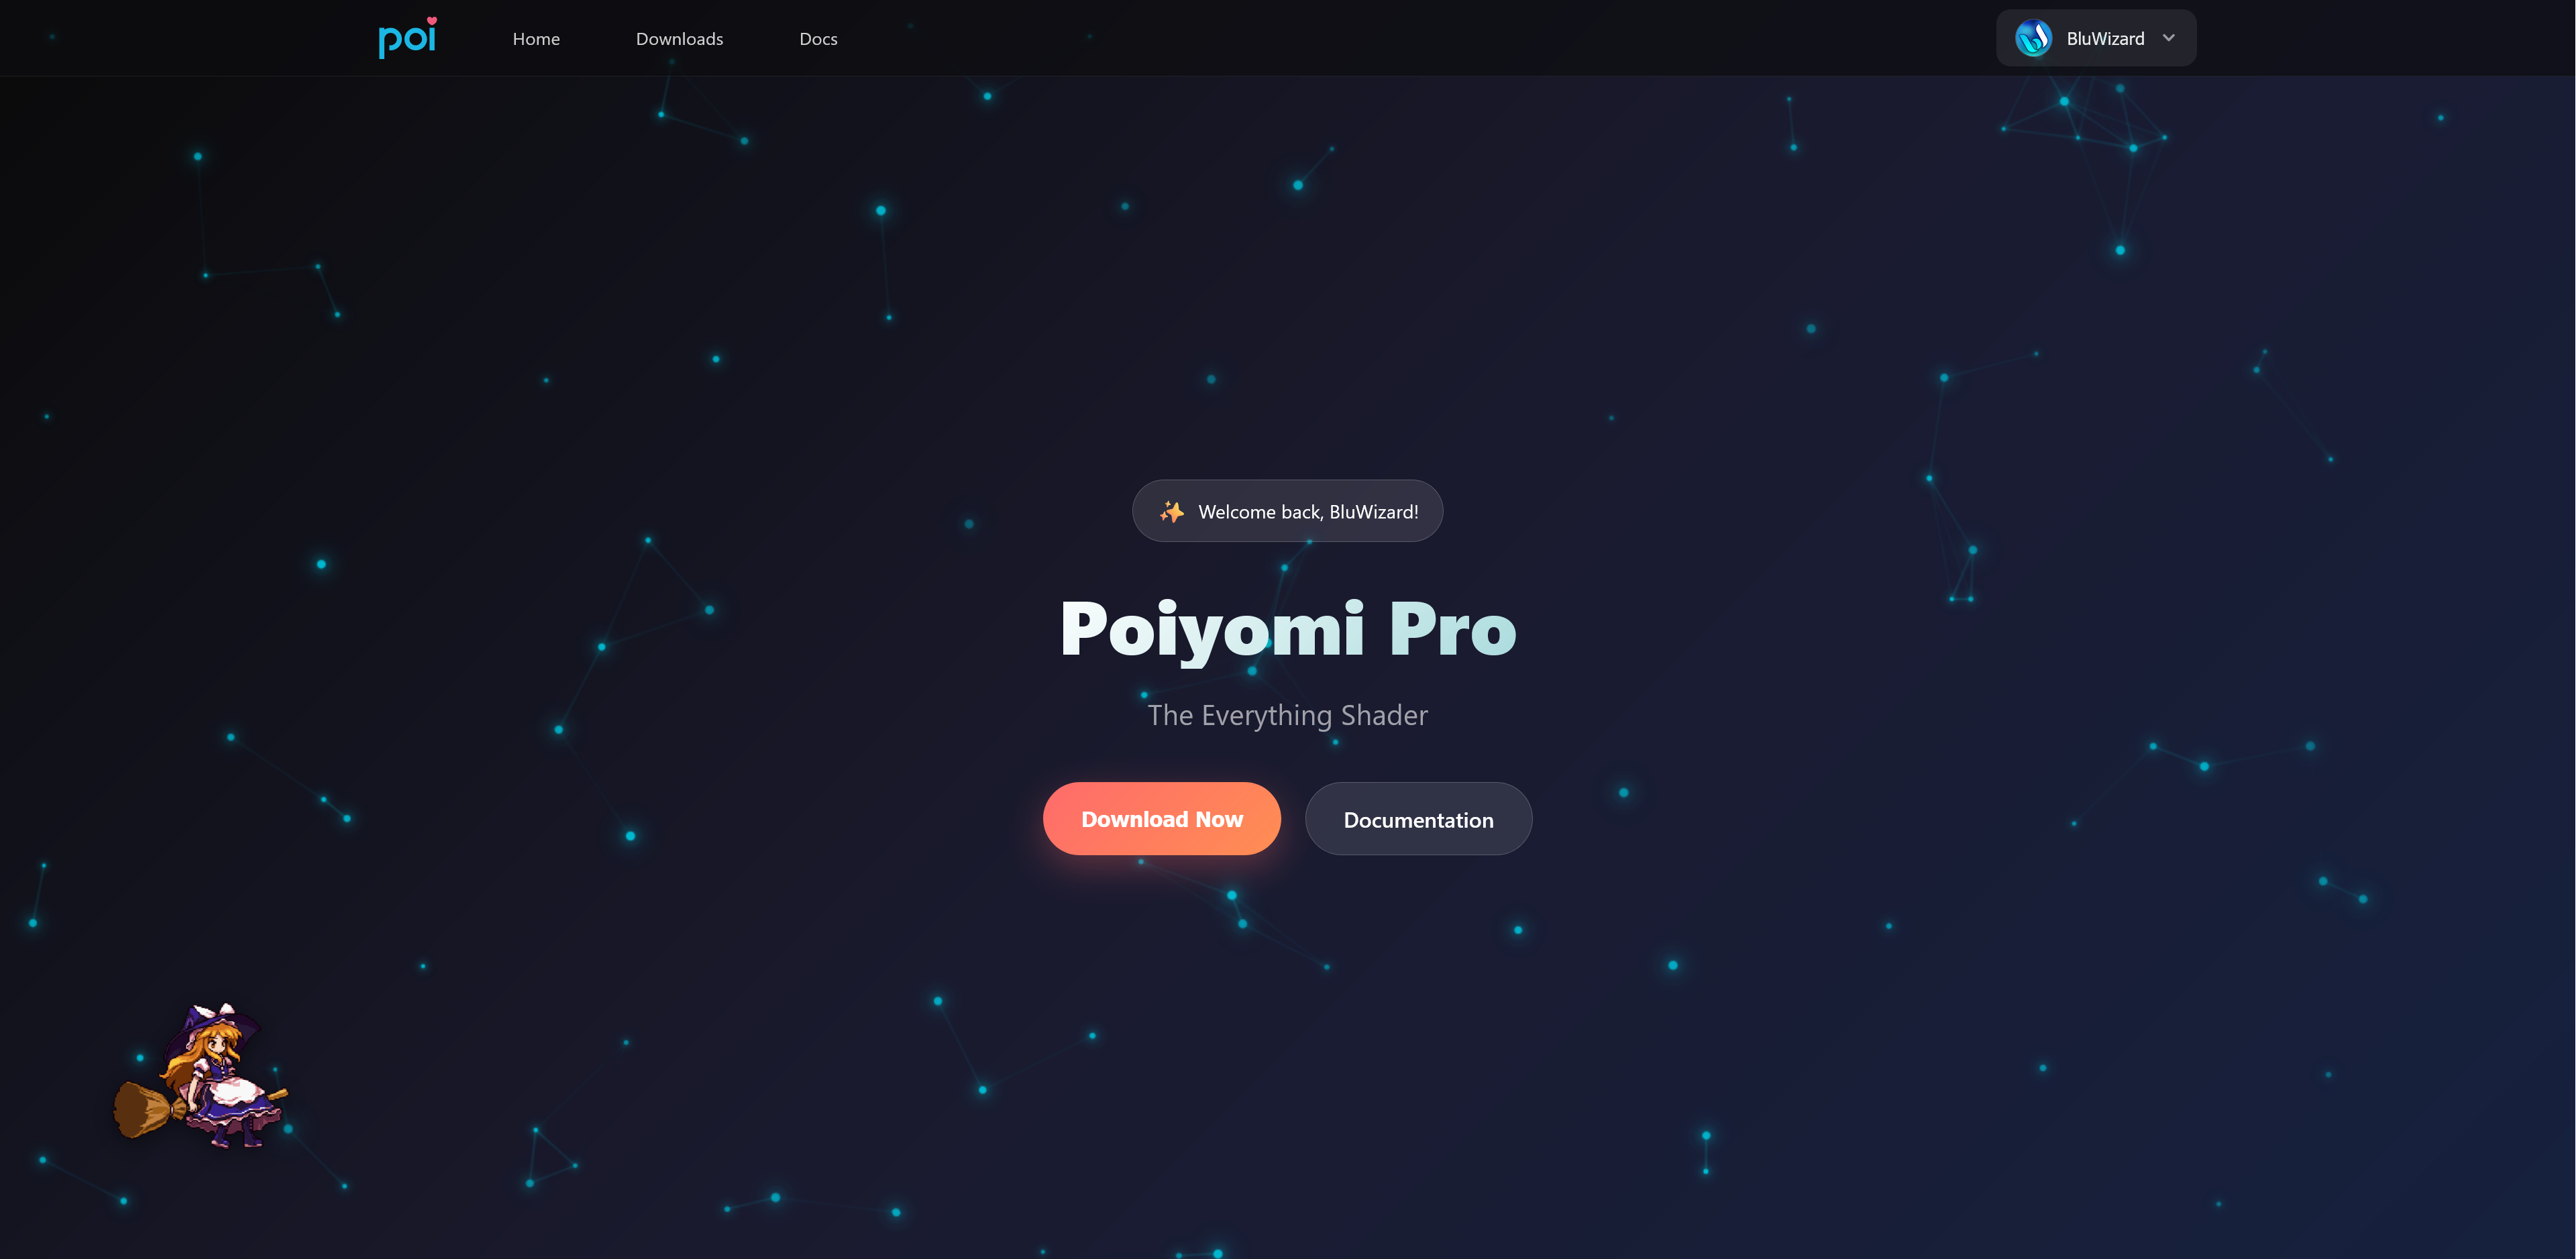 poi
Home
Downloads
Docs
BluWizard
Welcome back, BluWizard!
Poiyomi Pro
The Everything Shader
Download Now
Documentation